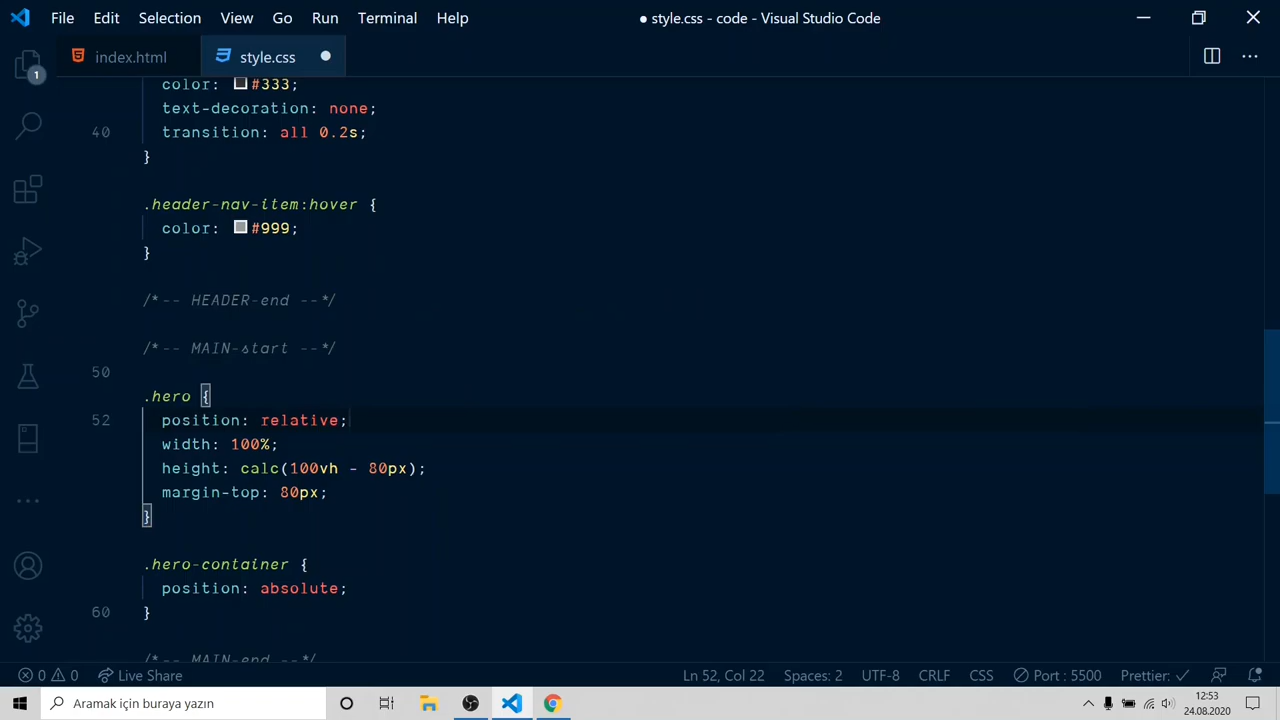 File Edit Selection View Go Run Terminal Help ● style.css - code - Visual Studio Code
index.html style.css
1
color: #333;
text-decoration: none;
40 transition: all 0.2s;
}
.header-nav-item:hover {
color: #999;
}
/*-- HEADER-end --*/
/*-- MAIN-start --*/
50
.hero {
52 position: relative;
width: 100%;
height: calc(100vh - 80px);
margin-top: 80px;
}
.hero-container {
position: absolute;
60 }
/*-- MAIN-end --*/
0 0 Live Share Ln 52, Col 22 Spaces: 2 UTF-8 CRLF CSS Port : 5500 Prettier: ✓
Aramak için buraya yazın 12:53
24.08.2020